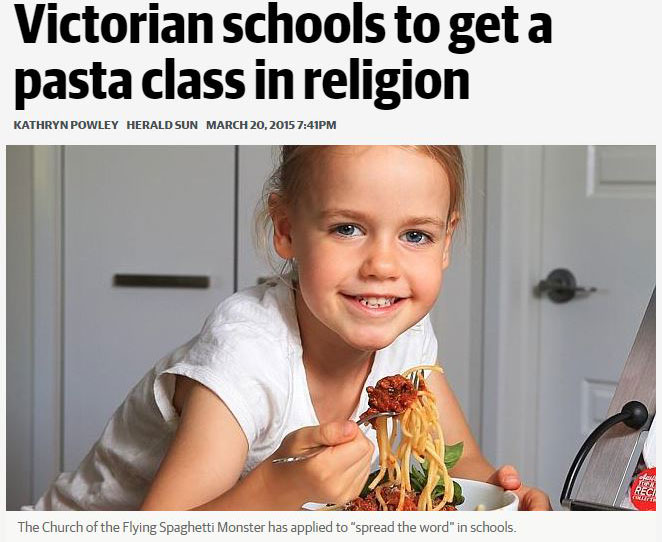 Victorian schools to get a
pasta class in religion
KATHRYN POWLEY HERALD SUN MARCH 20, 2015 7:41PM
The Church of the Flying Spaghetti Monster has applied to "spread the word" in schools.